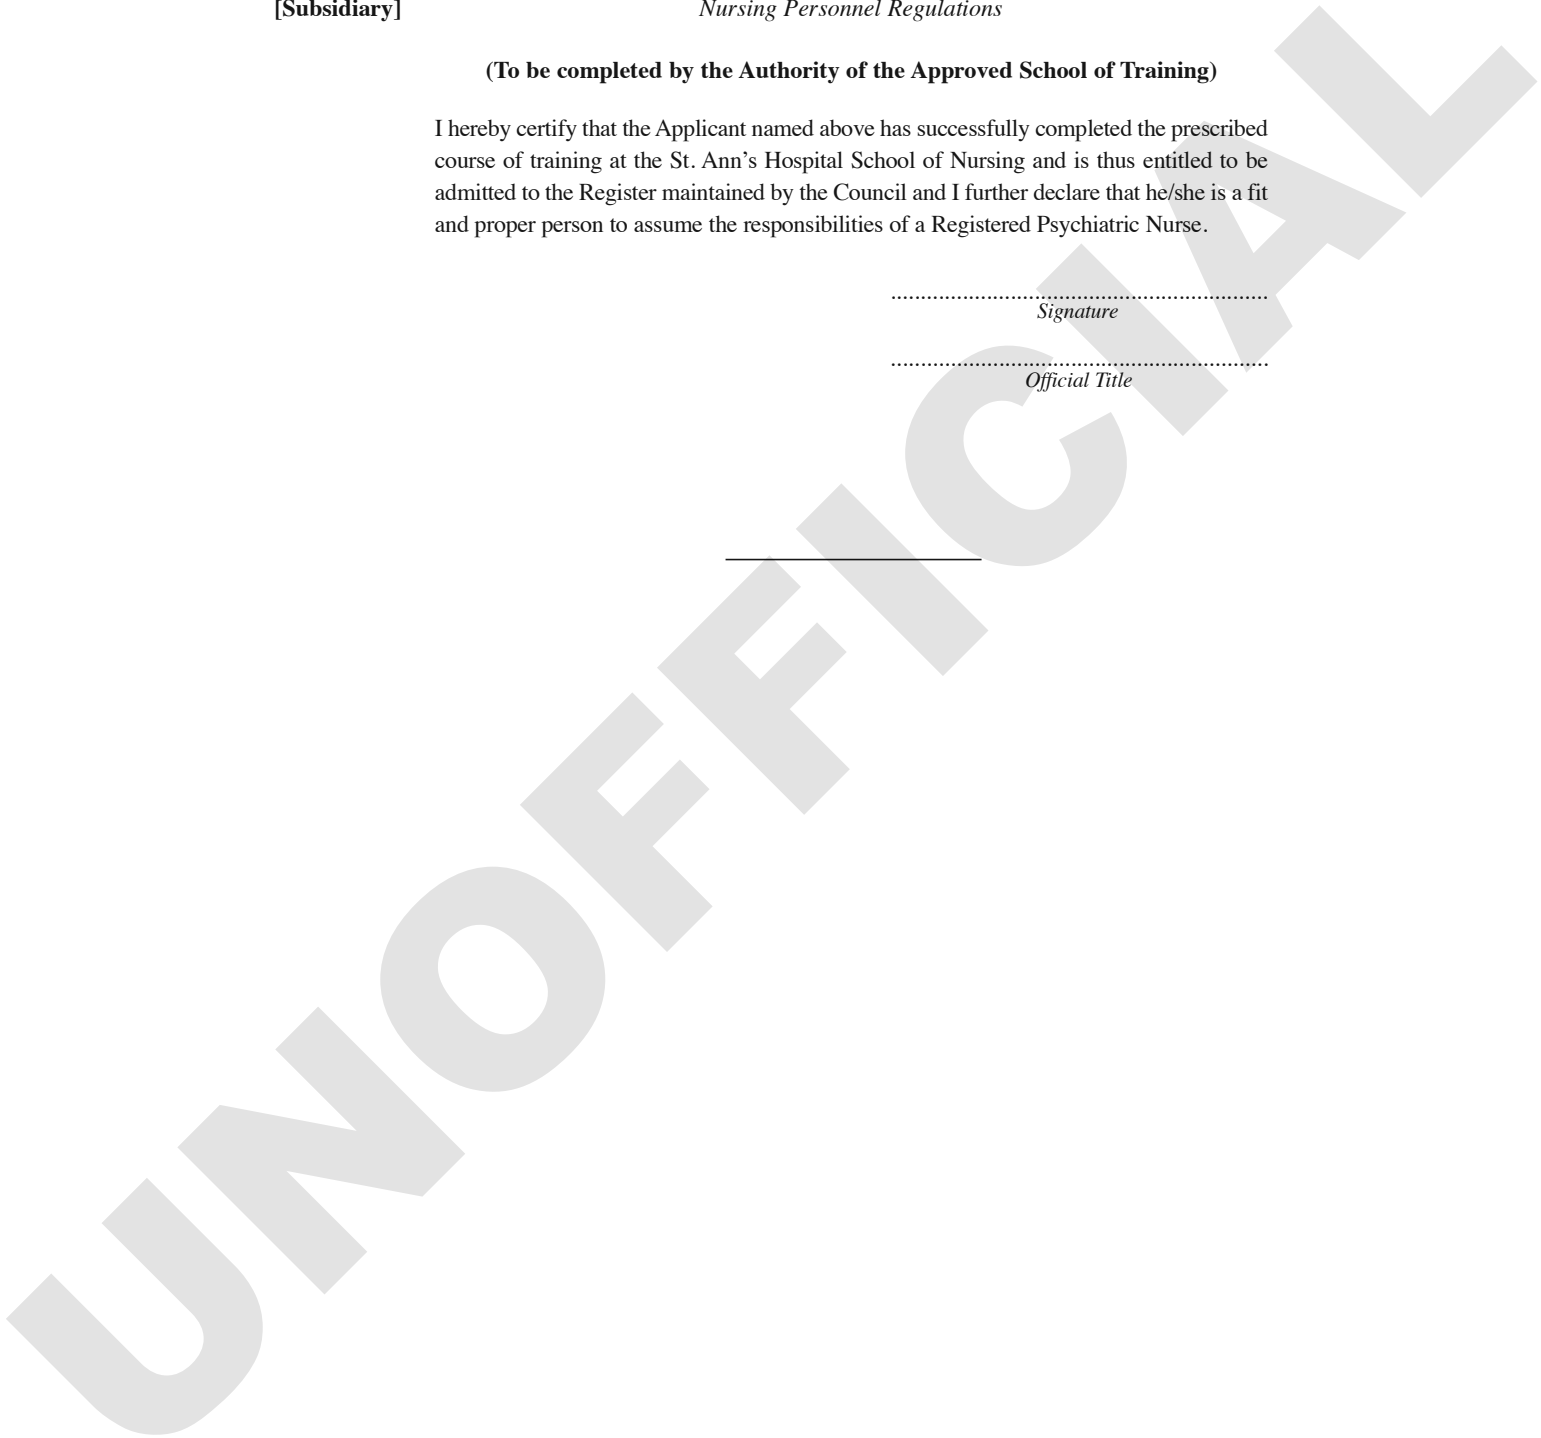 [Subsidiary] Nursing Personnel Regulations
(To be completed by the Authority of the Approved School of Training)
I hereby certify that the Applicant named above has successfully completed the prescribed
course of training at the St. Ann’s Hospital School of Nursing and is thus entitled to be
admitted to the Register maintained by the Council and I further declare that he/she is a fit
and proper person to assume the responsibilities of a Registered Psychiatric Nurse.
...............................................................
Signature
...............................................................
Official Title
UNOFFICIAL